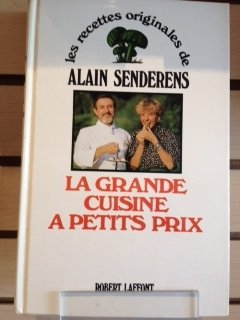 les recettes originales de
ALAIN SENDERENS
LA GRANDE
CUISINE
A PETITS PRIX
ROBERT LAFFONT